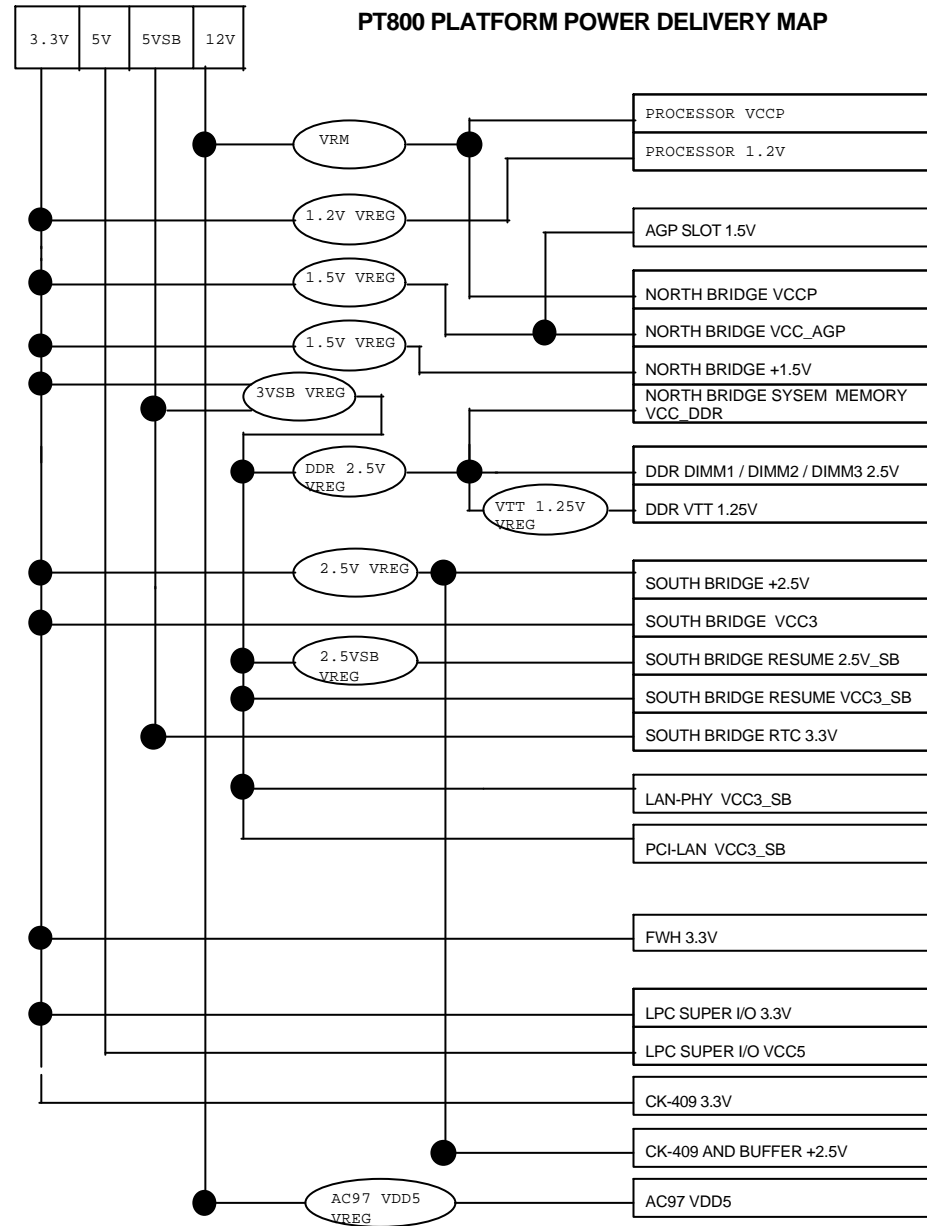 PT800 PLATFORM POWER DELIVERY MAP
3.3V 5V 5VSB 12V
PROCESSOR VCCP
VRM
PROCESSOR 1.2V
1.2V VREG
AGP SLOT 1.5V
1.5V VREG
NORTH BRIDGE VCCP
NORTH BRIDGE VCC_AGP
1.5V VREG
NORTH BRIDGE +1.5V
3VSB VREG
NORTH BRIDGE SYSEM MEMORY
VCC_DDR
DDR 2.5V
VREG
DDR DIMM1 / DIMM2 / DIMM3 2.5V
VTT 1.25V
VREG
DDR VTT 1.25V
2.5V VREG
SOUTH BRIDGE +2.5V
SOUTH BRIDGE VCC3
2.5VSB
VREG
SOUTH BRIDGE RESUME 2.5V_SB
SOUTH BRIDGE RESUME VCC3_SB
SOUTH BRIDGE RTC 3.3V
LAN-PHY VCC3_SB
PCI-LAN VCC3_SB
FWH 3.3V
LPC SUPER I/O 3.3V
LPC SUPER I/O VCC5
CK-409 3.3V
CK-409 AND BUFFER +2.5V
AC97 VDD5
VREG
AC97 VDD5